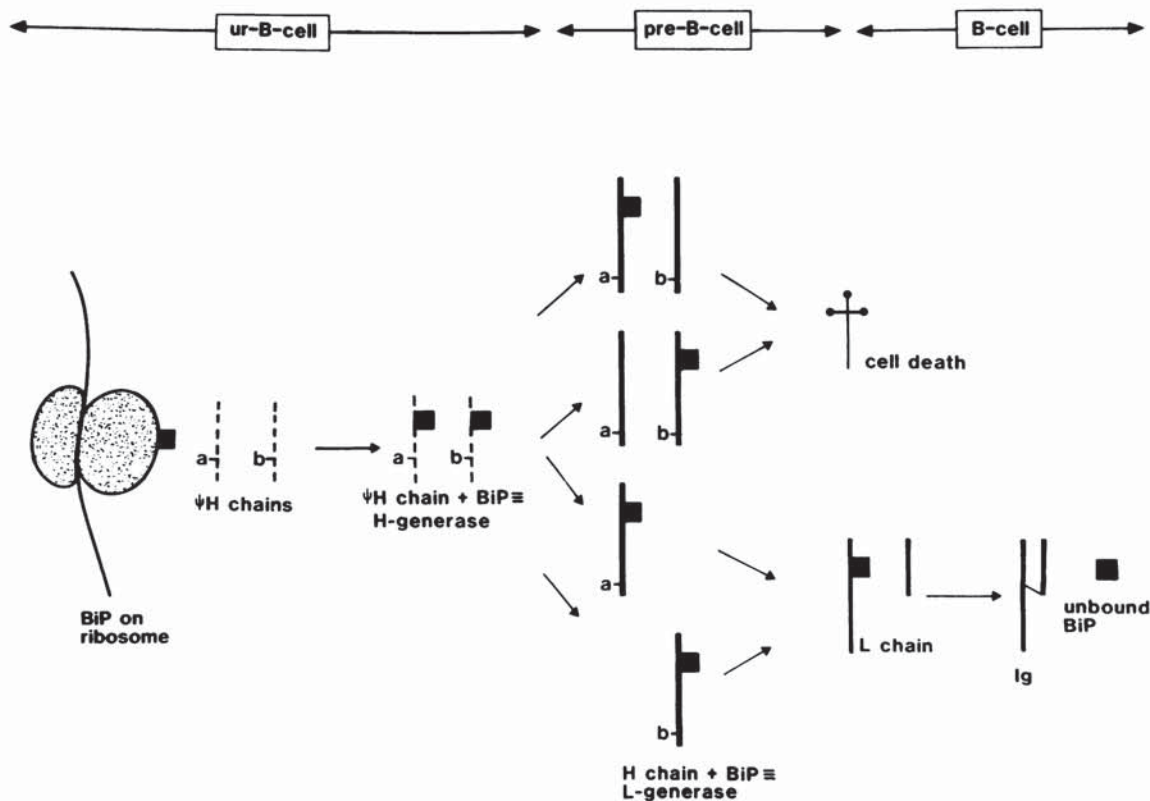 ur-B-cell
pre-B-cell
B-cell
a
b
a
b
cell death
a
b
a
b
ψH chains
ψH chain + BiP ≡
H-generase
a
BiP on
ribosome
L chain
unbound
BiP
Ig
b
H chain + BiP ≡
L-generase